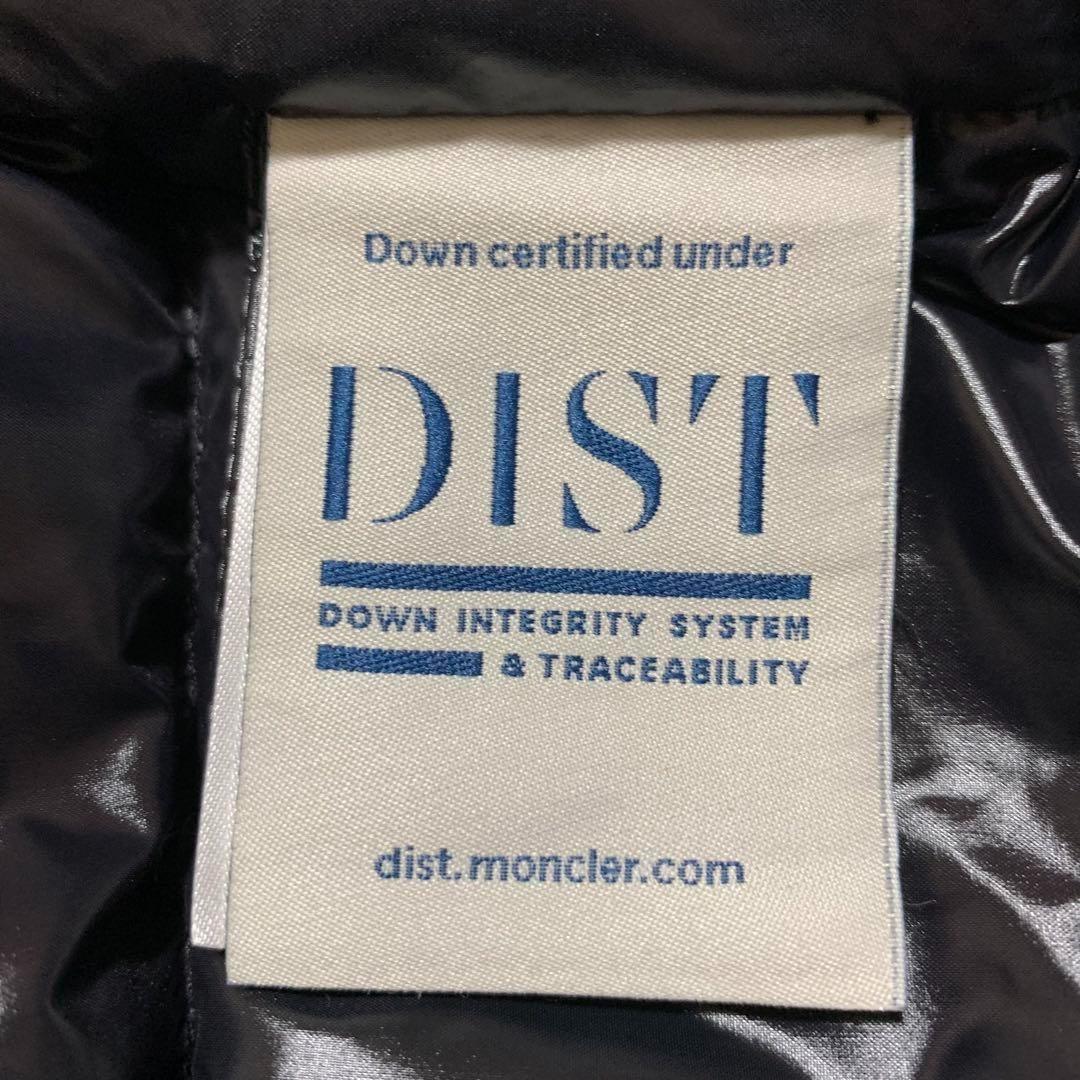 Down certified under
DIST
DOWN INTEGRITY SYSTEM
& TRACEABILITY
dist.moncler.com